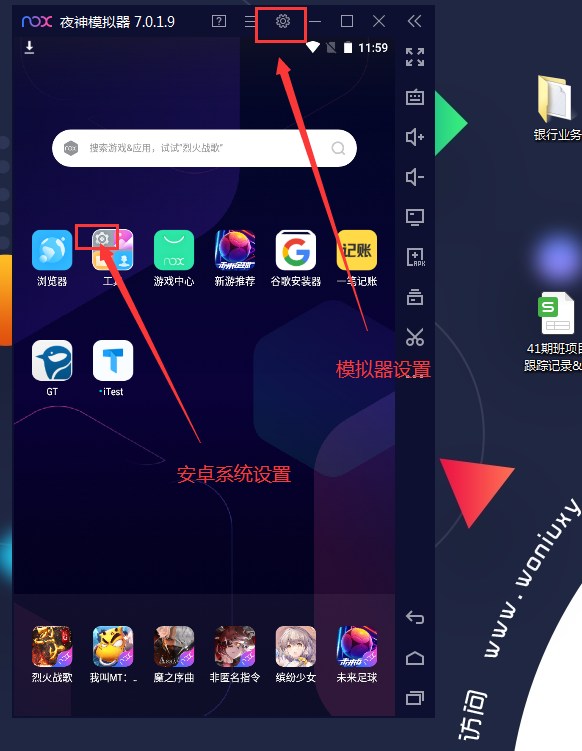 nox 夜神模拟器 7.0.1.9
11:59
nox 搜索游戏&应用，试试"烈火战歌"
nox
记账
浏览器
工具
游戏中心
新游推荐
谷歌安装器
一笔记账
APK
银行业务
S
41期班项目
跟踪记录&
模拟器设置
GT
iTest
安卓系统设置
烈火战歌
我叫MT：..
魔之序曲
非匿名指令
缤纷少女
未来足球
访问 www.woniuxy